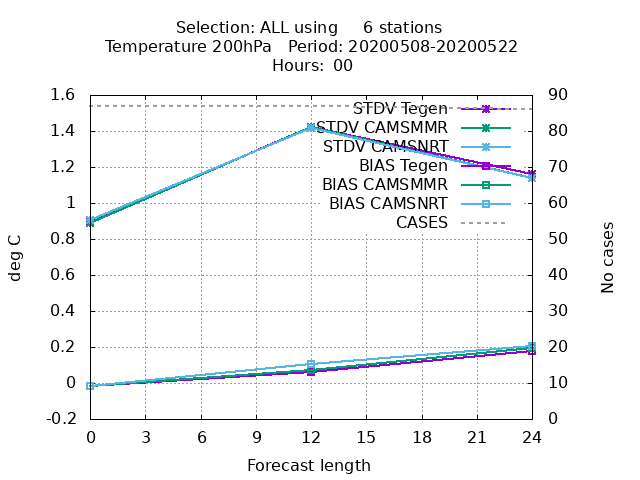 Selection: ALL using     6 stations
Temperature 200hPa   Period: 20200508-20200522
Hours:  00
1.6
1.4
1.2
1
0.8
0.6
0.4
0.2
0
-0.2
deg C
90
80
70
60
50
40
30
20
10
0
No cases
STDV Tegen
STDV CAMSMMR
STDV CAMSNRT
BIAS Tegen
BIAS CAMSMMR
BIAS CAMSNRT
CASES
0 3 6 9 12 15 18 21 24
Forecast length